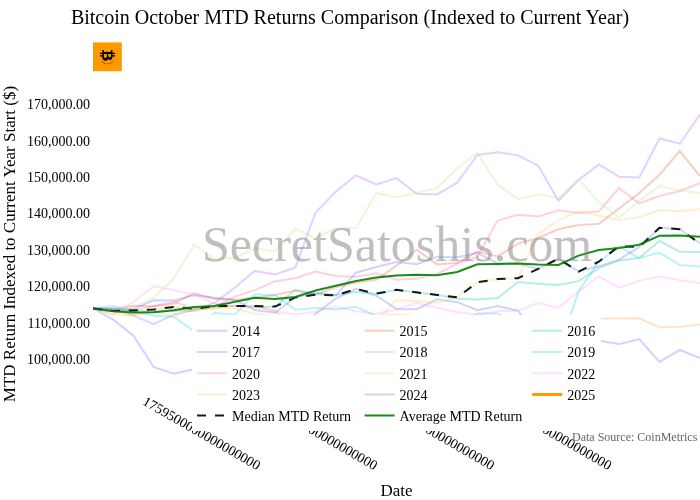 Bitcoin October MTD Returns Comparison (Indexed to Current Year)
MTD Return Indexed to Current Year Start ($)
170,000.00
160,000.00
150,000.00
140,000.00
130,000.00
120,000.00
110,000.00
100,000.00
SecretSatoshis.com
2014
2015
2016
2017
2018
2019
2020
2021
2022
2023
2024
2025
Median MTD Return
Average MTD Return
Data Source: CoinMetrics
Date